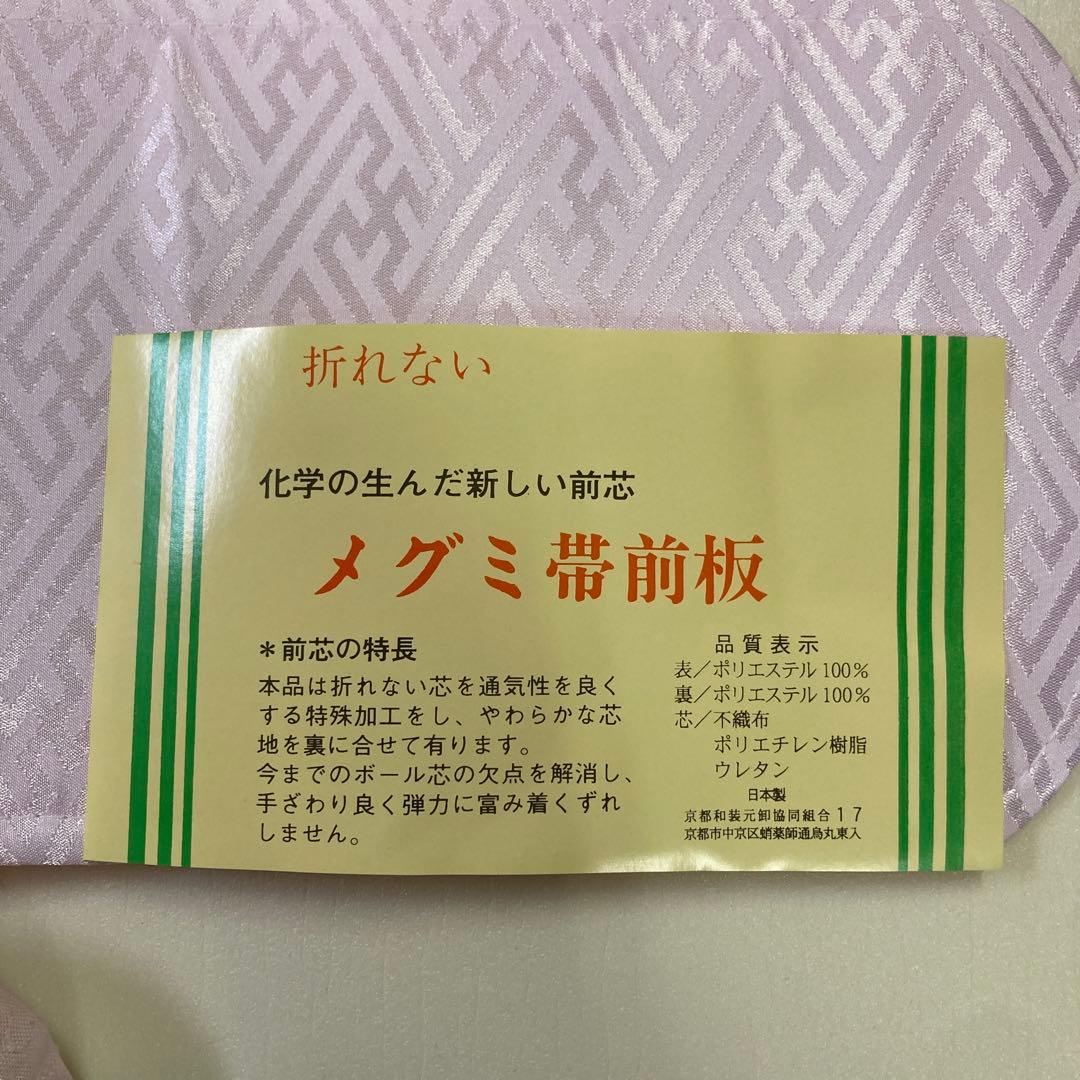 折れない
化学の生んだ新しい前芯
メグミ帯前板
＊前芯の特長
本品は折れない芯を通気性を良く
する特殊加工をし、やわらかな芯
地を裏に合せて有ります。
今までのボール芯の欠点を解消し、
手ざわり良く弾力に富み着くずれ
しません。
品質表示
表／ポリエステル100％
裏／ポリエステル100％
芯／不織布
ポリエチレン樹脂
ウレタン
日本製
京都和装元卸協同組合17
京都市中京区蛸薬師通烏丸東入